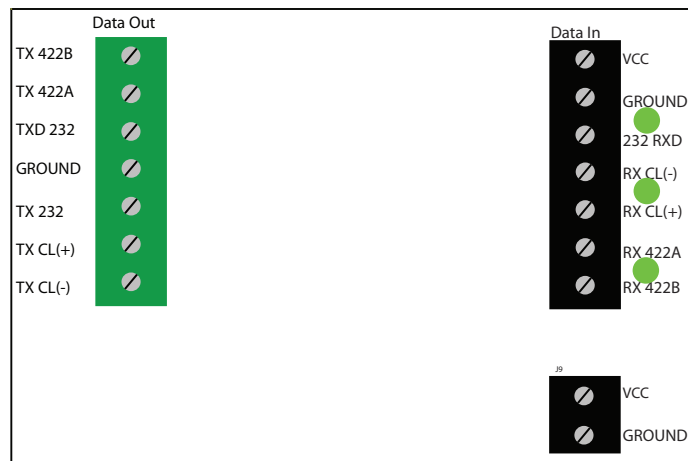 Data Out
TX 422B
TX 422A
TXD 232
GROUND
TX 232
TX CL(+)
TX CL(-)
Data In
VCC
GROUND
232 RXD
RX CL(-)
RX CL(+)
RX 422A
RX 422B
J9
VCC
GROUND